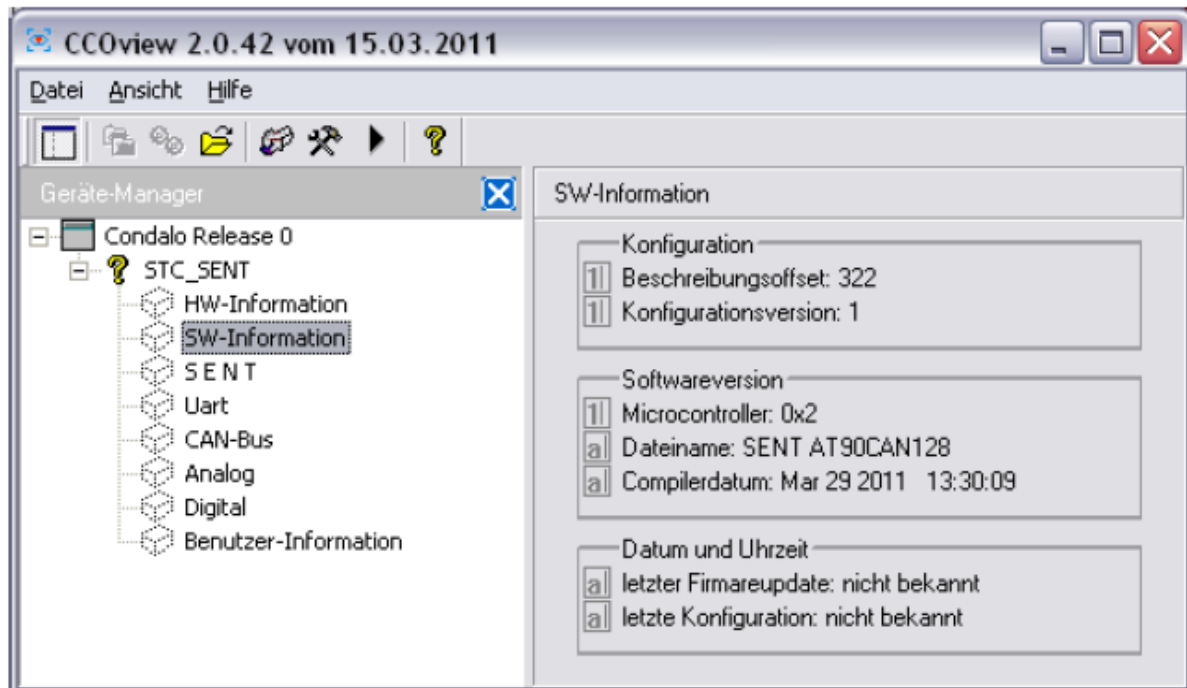 CCOview 2.0.42 vom 15.03.2011
Datei Ansicht Hilfe
Geräte-Manager
Condalo Release 0
STC_SENT
HW-Information
SW-Information
S E N T
Uart
CAN-Bus
Analog
Digital
Benutzer-Information
SW-Information
Konfiguration
Beschreibungsoffset: 322
Konfigurationsversion: 1
Softwareversion
Microcontroller: 0x2
Dateiname: SENT AT90CAN128
Compilerdatum: Mar 29 2011 13:30:09
Datum und Uhrzeit
letzter Firmareupdate: nicht bekannt
letzte Konfiguration: nicht bekannt